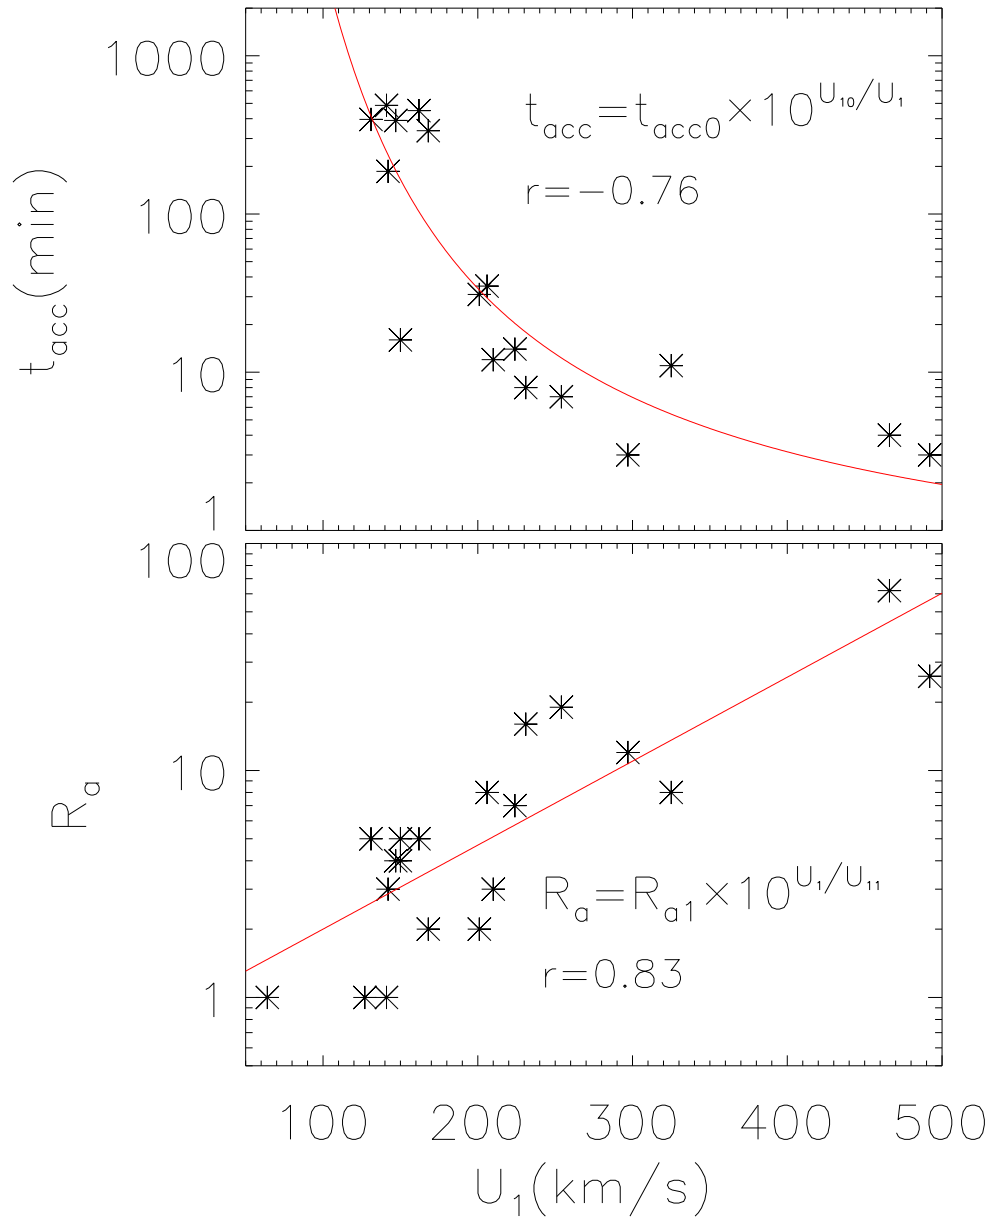 1000
100
10
1
t_acc(min)
t_acc=t_acc0×10^U_10/U_1
r=−0.76
100
10
1
R_a
R_a=R_a1×10^U_1/U_11
r=0.83
100 200 300 400 500
U_1(km/s)